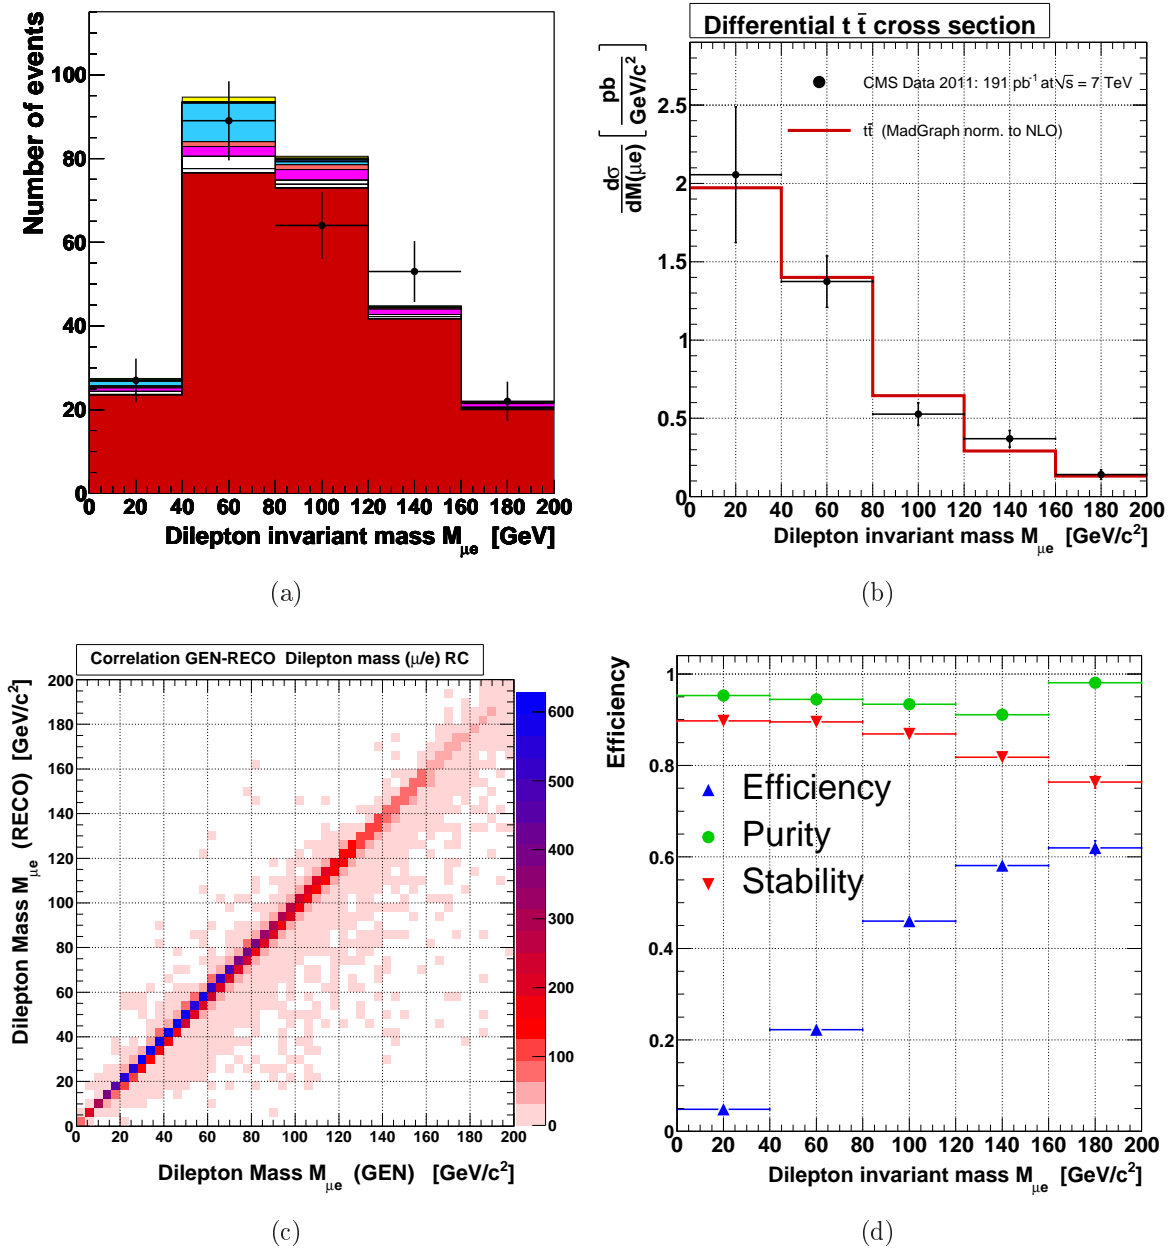 Number of events
100
80
60
40
20
0
0 20 40 60 80 100 120 140 160 180 200
Dilepton invariant mass M_μe [GeV]
(a)
Differential t t̄ cross section
dσ/dM(μe) [pb/GeV/c²]
CMS Data 2011: 191 pb⁻¹ at √s = 7 TeV
tt̄ (MadGraph norm. to NLO)
2.5
2
1.5
1
0.5
0
0 20 40 60 80 100 120 140 160 180 200
Dilepton invariant mass M_μe [GeV/c²]
(b)
Correlation GEN-RECO Dilepton mass (μ/e) RC
Dilepton Mass M_μe (RECO) [GeV/c²]
200
180
160
140
120
100
80
60
40
20
0
0 20 40 60 80 100 120 140 160 180 200
600
500
400
300
200
100
0
Dilepton Mass M_μe (GEN) [GeV/c²]
(c)
Efficiency
1
0.8
0.6
0.4
0.2
0
Efficiency
Purity
Stability
0 20 40 60 80 100 120 140 160 180 200
Dilepton invariant mass M_μe [GeV/c²]
(d)